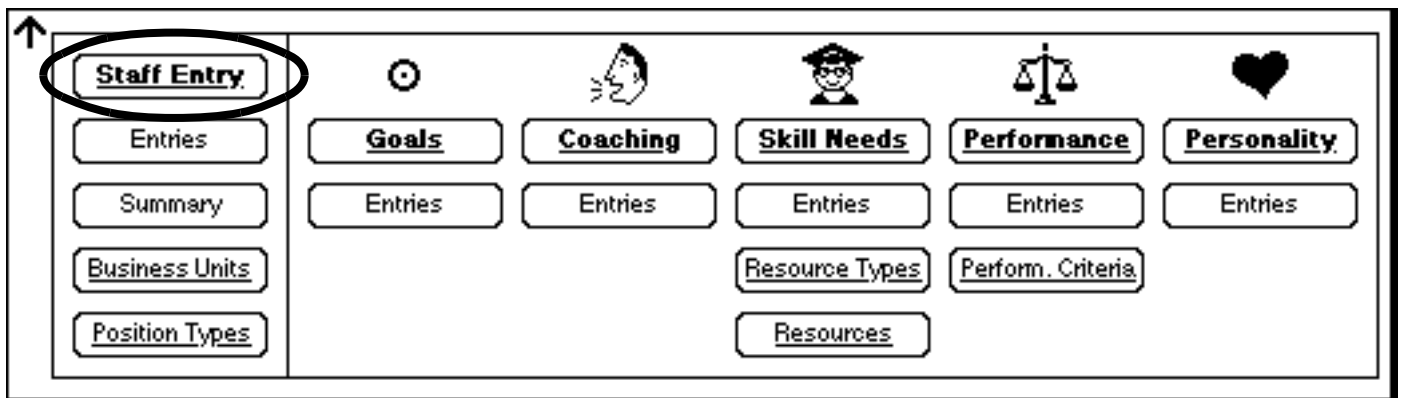 Staff Entry
Entries
Summary
Business Units
Position Types
Goals
Entries
Coaching
Entries
Skill Needs
Entries
Resource Types
Resources
Performance
Entries
Perform. Criteria
Personality
Entries